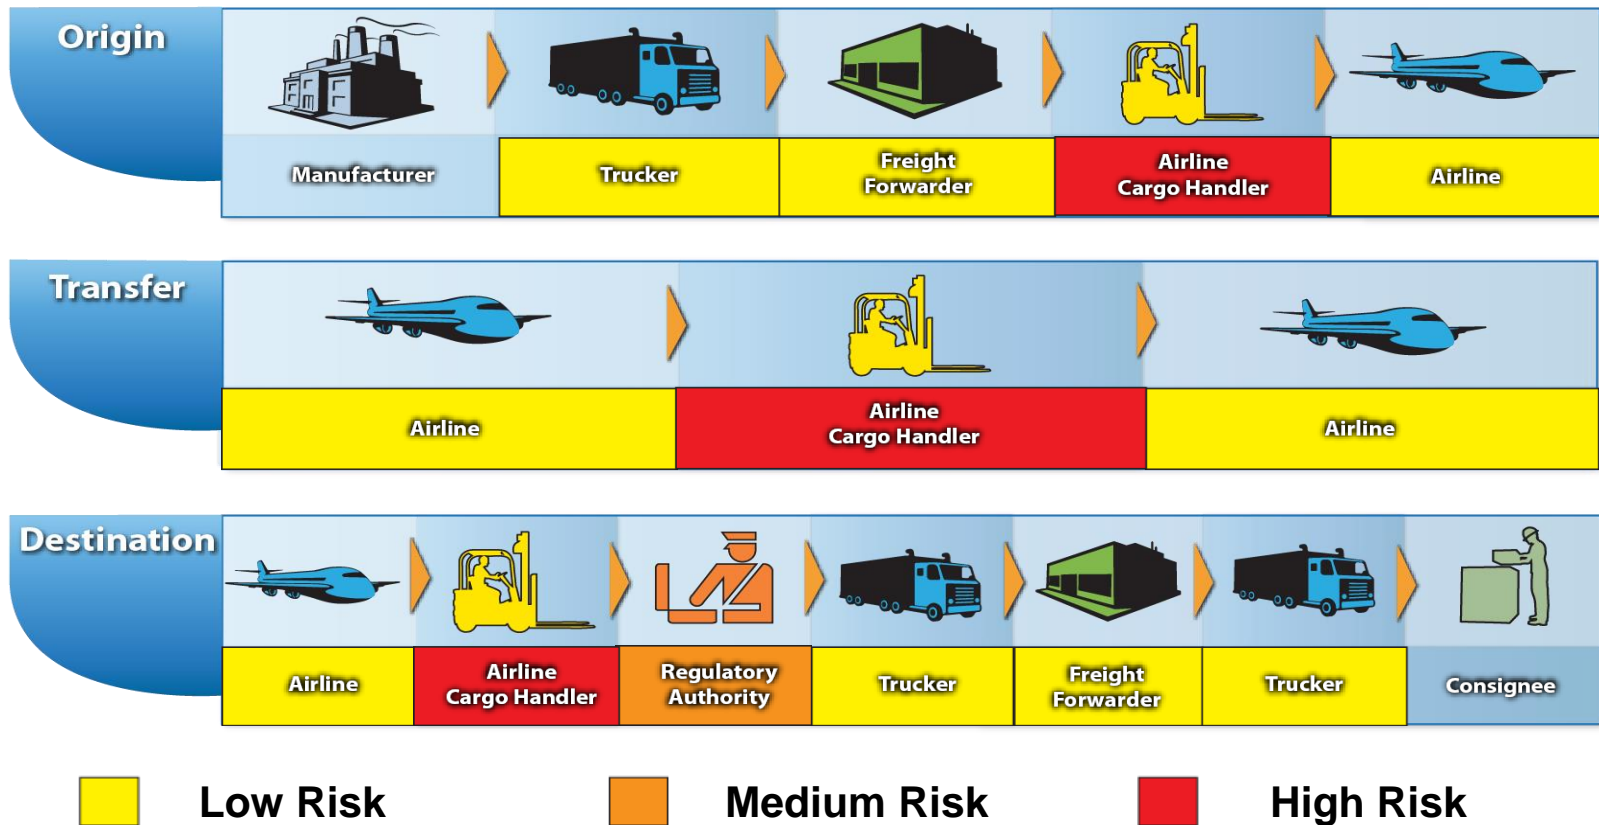 Origin
Manufacturer
Trucker
Freight
Forwarder
Airline
Cargo Handler
Airline
Transfer
Airline
Airline
Cargo Handler
Airline
Destination
Airline
Airline
Cargo Handler
Regulatory
Authority
Trucker
Freight
Forwarder
Trucker
Consignee
Low Risk
Medium Risk
High Risk